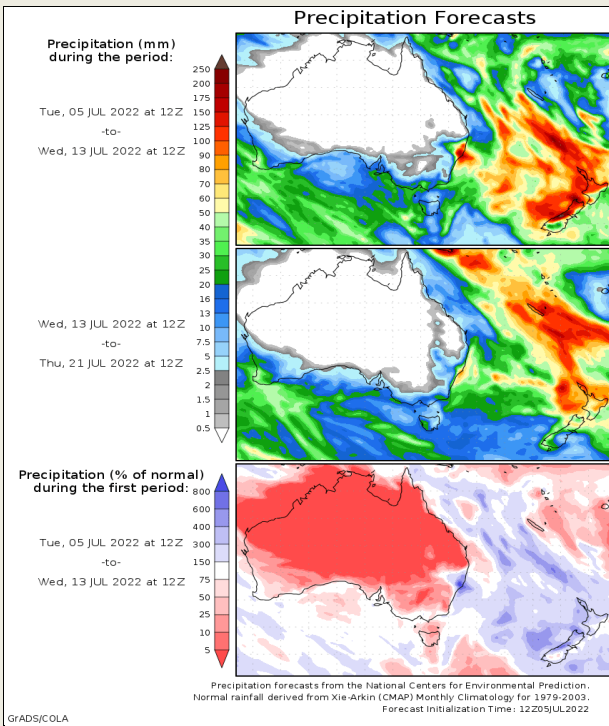 Precipitation Forecasts
Precipitation (mm)
during the period:
Tue, 05 JUL 2022 at 12Z
-to-
Wed, 13 JUL 2022 at 12Z
250
200
175
150
125
100
90
80
70
60
50
40
35
30
25
20
16
13
10
7.5
5
2.5
2
1.5
1
0.5
Wed, 13 JUL 2022 at 12Z
-to-
Thu, 21 JUL 2022 at 12Z
Precipitation (% of normal)
during the first period:
Tue, 05 JUL 2022 at 12Z
-to-
Wed, 13 JUL 2022 at 12Z
800
600
400
300
150
75
50
25
10
5
Precipitation forecasts from the National Centers for Environmental Prediction.
Normal rainfall derived from Xie-Arkin (CMAP) Monthly Climatology for 1979-2003.
Forecast Initialization Time: 12Z05JUL2022
GrADS/COLA